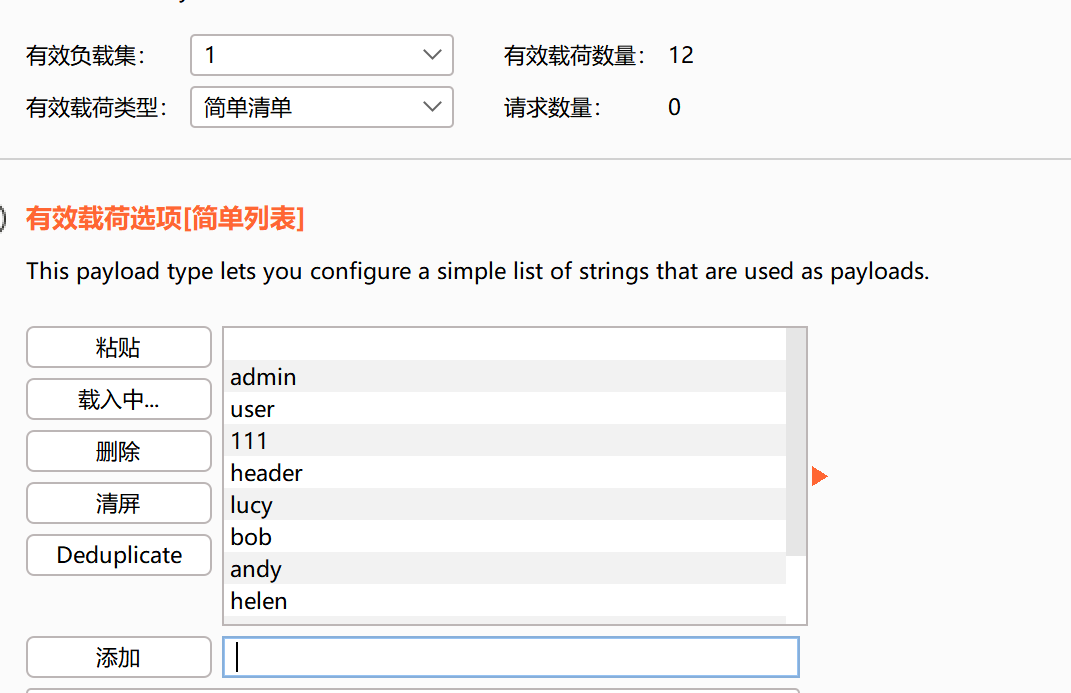 有效负载集： 1 有效载荷数量： 12
有效载荷类型： 简单清单 请求数量： 0
有效载荷选项[简单列表]
This payload type lets you configure a simple list of strings that are used as payloads.
粘贴
载入中...
删除
清屏
Deduplicate
admin
user
111
header
lucy
bob
andy
helen
添加